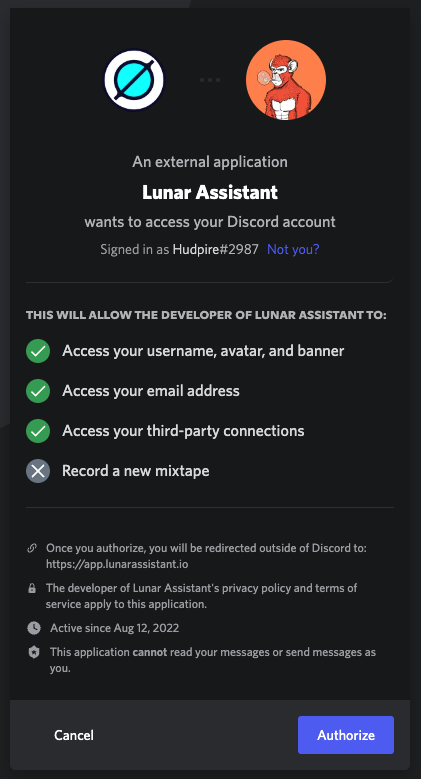 An external application
Lunar Assistant
wants to access your Discord account
Signed in as Hudpire#2987 Not you?
THIS WILL ALLOW THE DEVELOPER OF LUNAR ASSISTANT TO:
Access your username, avatar, and banner
Access your email address
Access your third-party connections
Record a new mixtape
Once you authorize, you will be redirected outside of Discord to:
https://app.lunarassistant.io
The developer of Lunar Assistant's privacy policy and terms of
service apply to this application.
Active since Aug 12, 2022
This application cannot read your messages or send messages as
you.
Cancel
Authorize